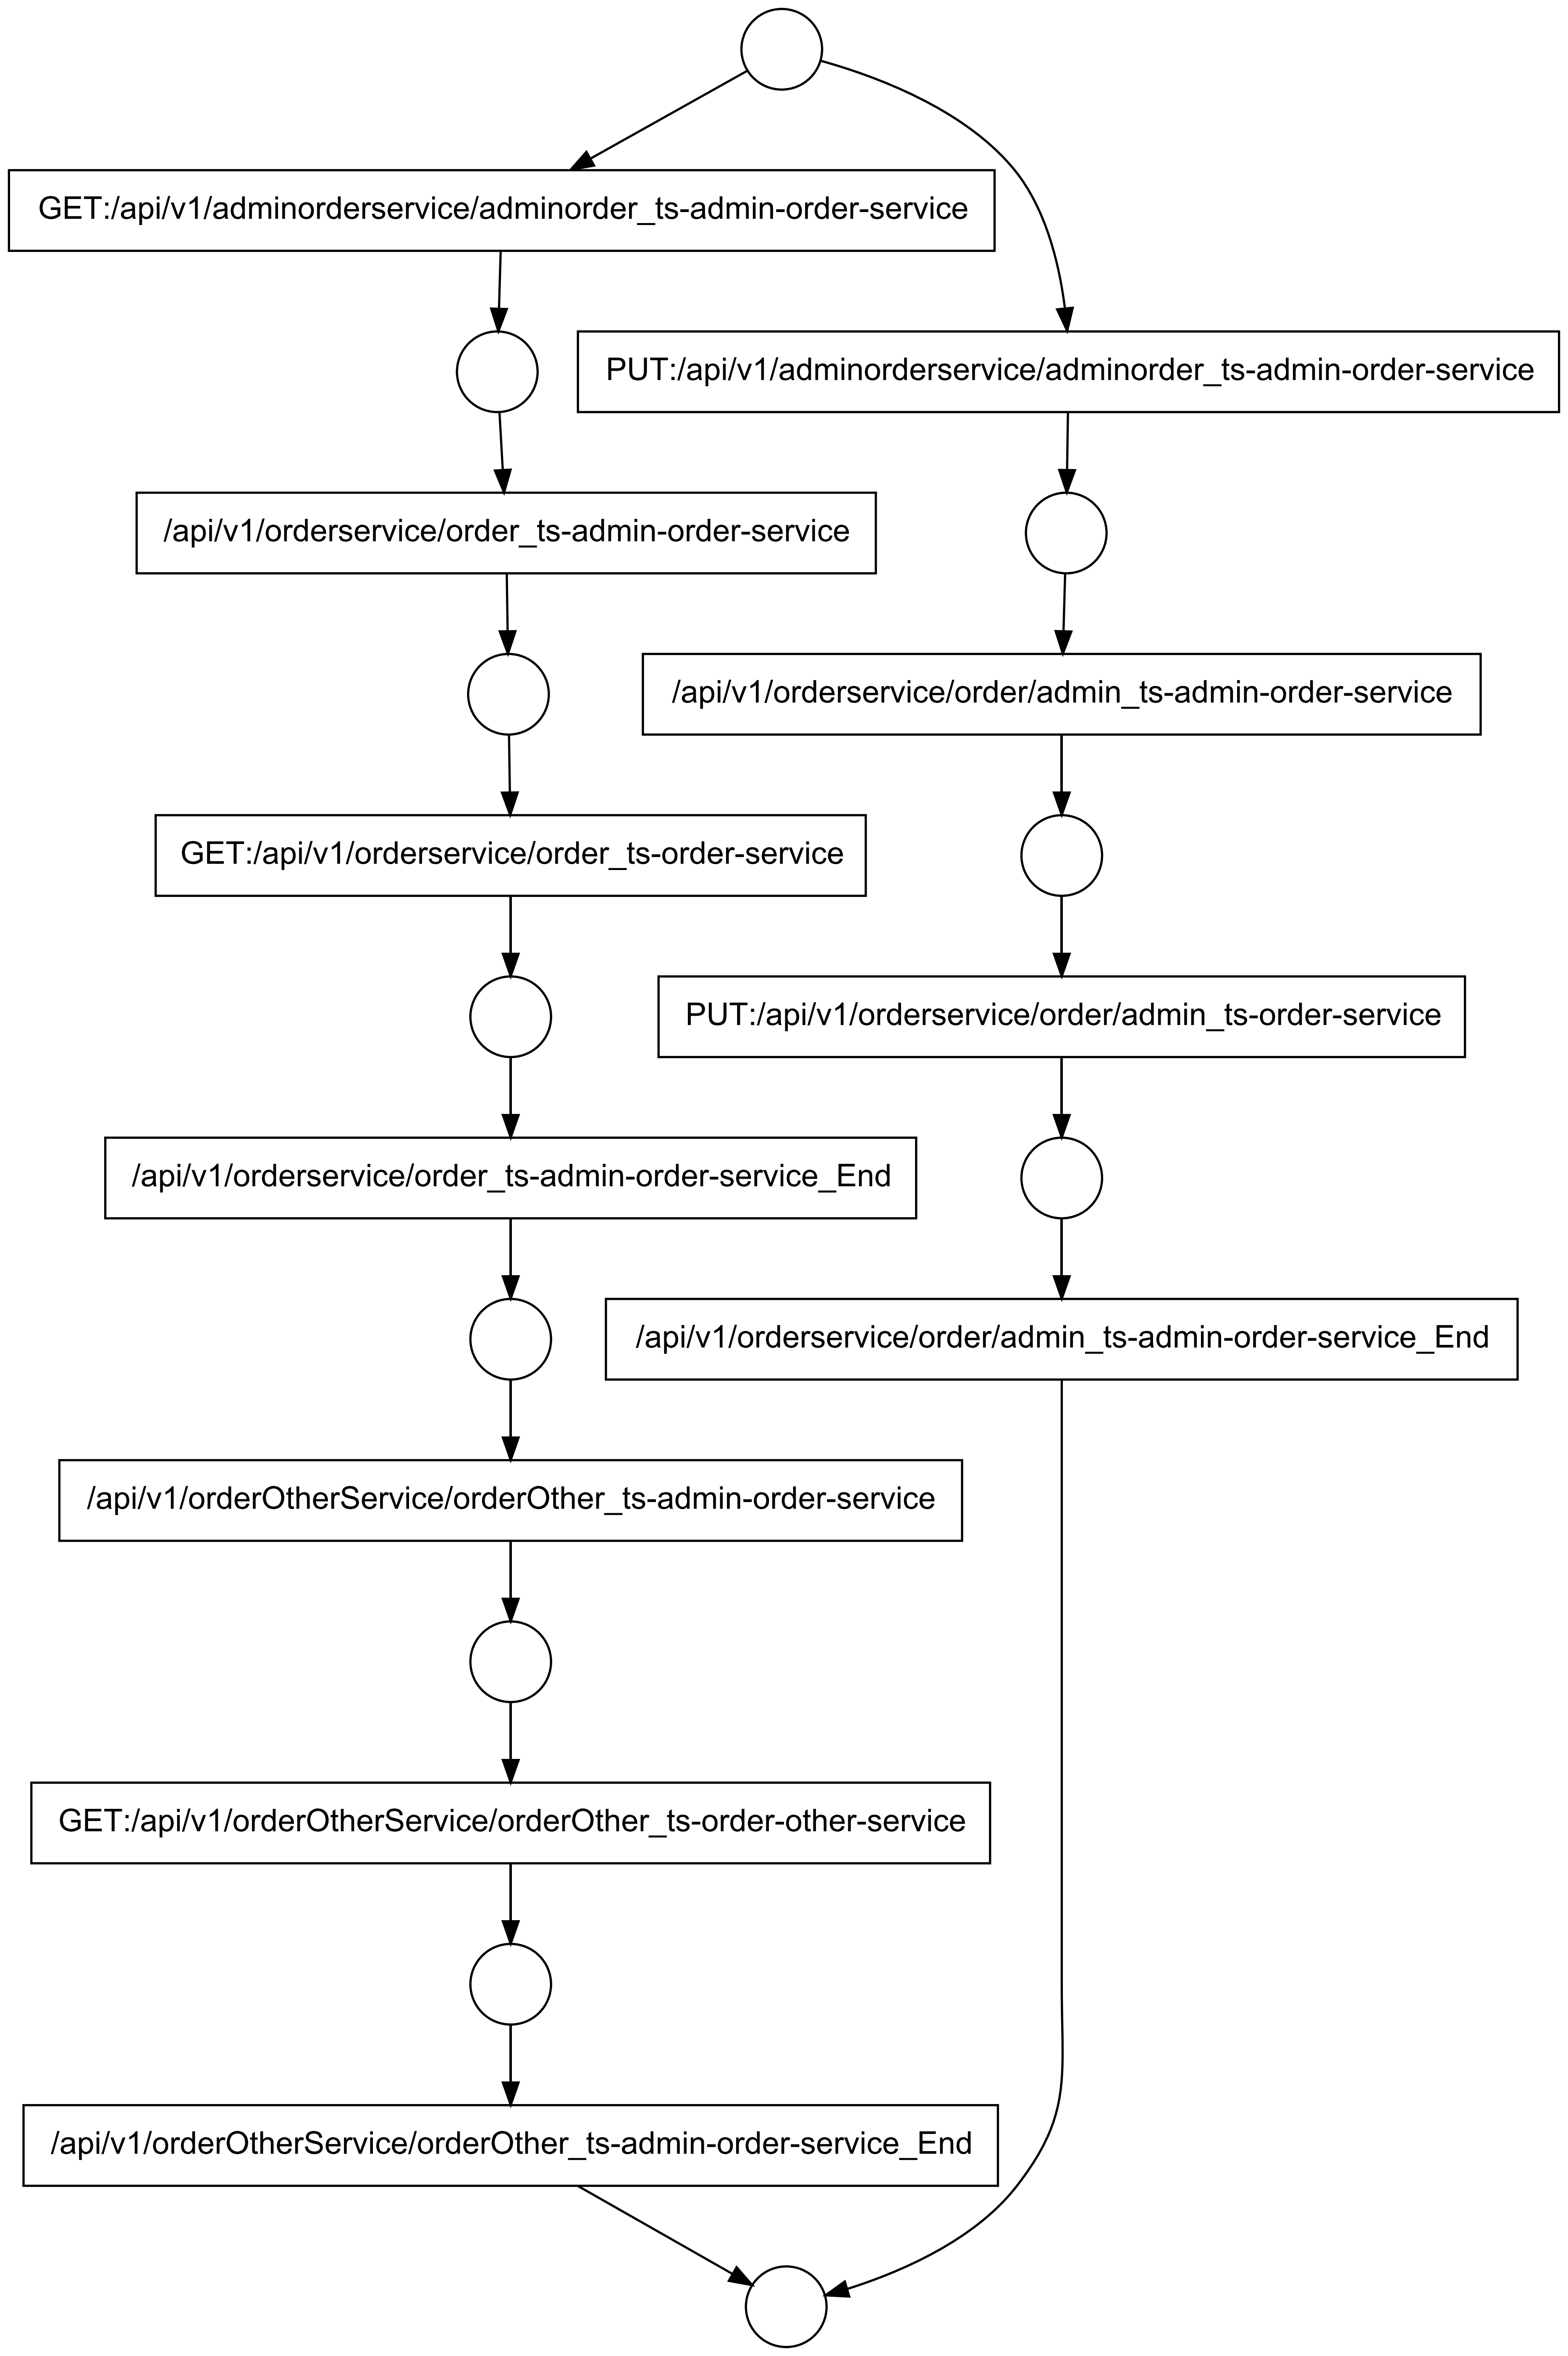 GET:/api/v1/adminorderservice/adminorder_ts-admin-order-service
PUT:/api/v1/adminorderservice/adminorder_ts-admin-order-service
/api/v1/orderservice/order_ts-admin-order-service
/api/v1/orderservice/order/admin_ts-admin-order-service
GET:/api/v1/orderservice/order_ts-order-service
PUT:/api/v1/orderservice/order/admin_ts-order-service
/api/v1/orderservice/order_ts-admin-order-service_End
/api/v1/orderservice/order/admin_ts-admin-order-service_End
/api/v1/orderOtherService/orderOther_ts-admin-order-service
GET:/api/v1/orderOtherService/orderOther_ts-order-other-service
/api/v1/orderOtherService/orderOther_ts-admin-order-service_End